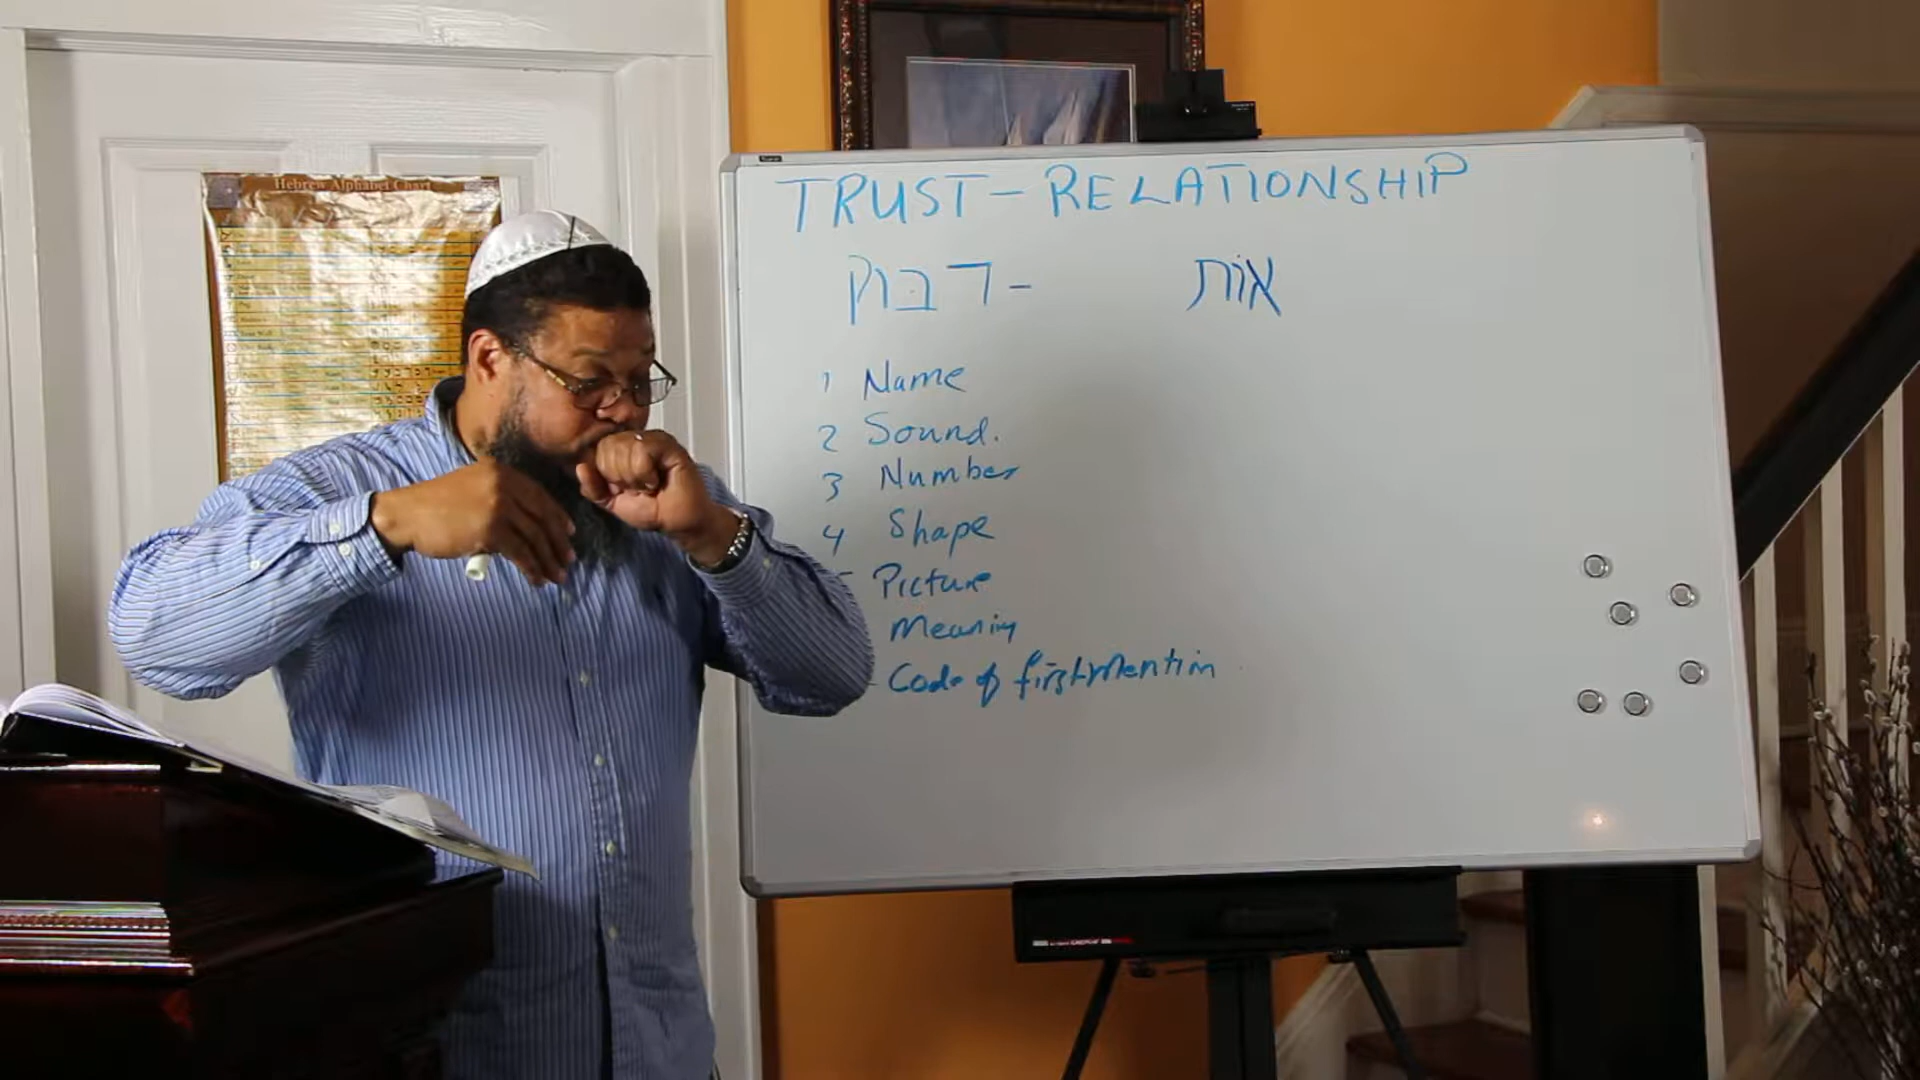 Hebrew Alphabet Chart
TRUST - RELATIONSHIP
דבוק - אות
1 Name
2 Sound.
3 Number
4 Shape
Picture
Meaning
Code of first mention